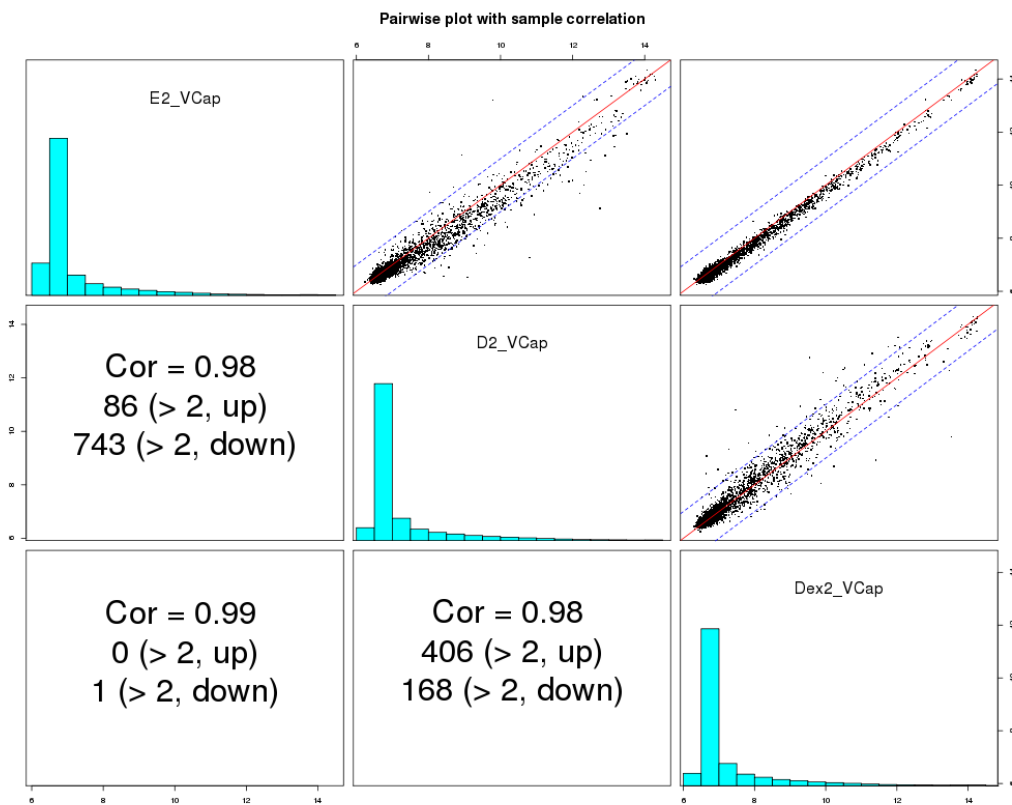 Pairwise plot with sample correlation
6 8 10 12 14
E2_VCap
D2_VCap
14
12
10
8
6
Cor = 0.98
86 (> 2, up)
743 (> 2, down)
Dex2_VCap
Cor = 0.99
0 (> 2, up)
1 (> 2, down)
Cor = 0.98
406 (> 2, up)
168 (> 2, down)
6 8 10 12 14
6 8 10 12 14